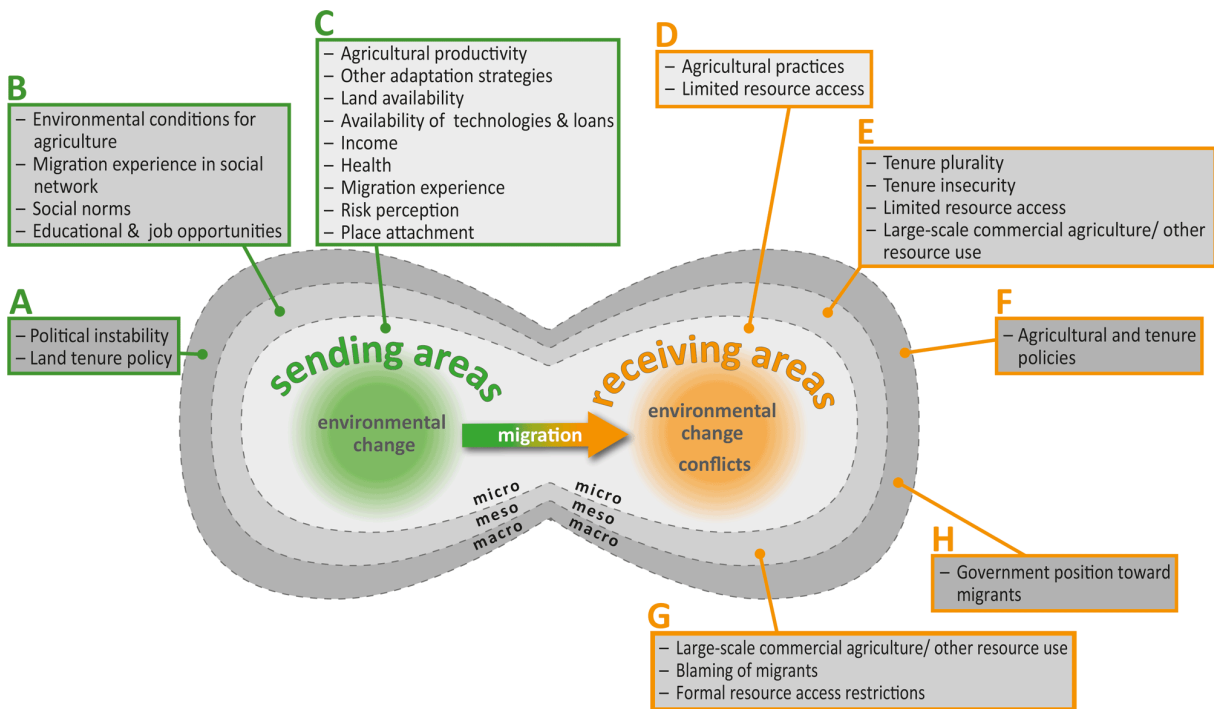 A
– Political instability
– Land tenure policy
B
– Environmental conditions for
agriculture
– Migration experience in social
network
– Social norms
– Educational & job opportunities
C
– Agricultural productivity
– Other adaptation strategies
– Land availability
– Availability of technologies & loans
– Income
– Health
– Migration experience
– Risk perception
– Place attachment
D
– Agricultural practices
– Limited resource access
E
– Tenure plurality
– Tenure insecurity
– Limited resource access
– Large-scale commercial agriculture/ other
resource use
F
– Agricultural and tenure
policies
sending areas
environmental
change
migration
receiving areas
environmental
change
conflicts
micro
meso
macro
micro
meso
macro
H
– Government position toward
migrants
G
– Large-scale commercial agriculture/ other resource use
– Blaming of migrants
– Formal resource access restrictions